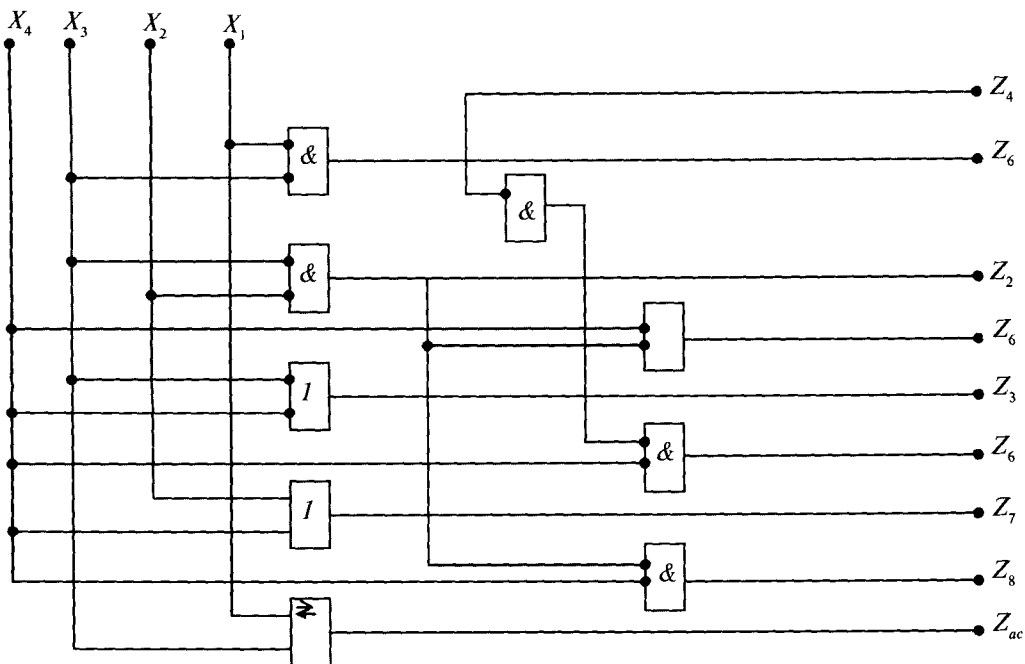 X₄ X₃ X₂ X₁
Z₄
&
Z₆
&
&
Z₂
Z₆
1
Z₃
&
Z₆
1
Z₇
&
Z₈
⇄
Zac